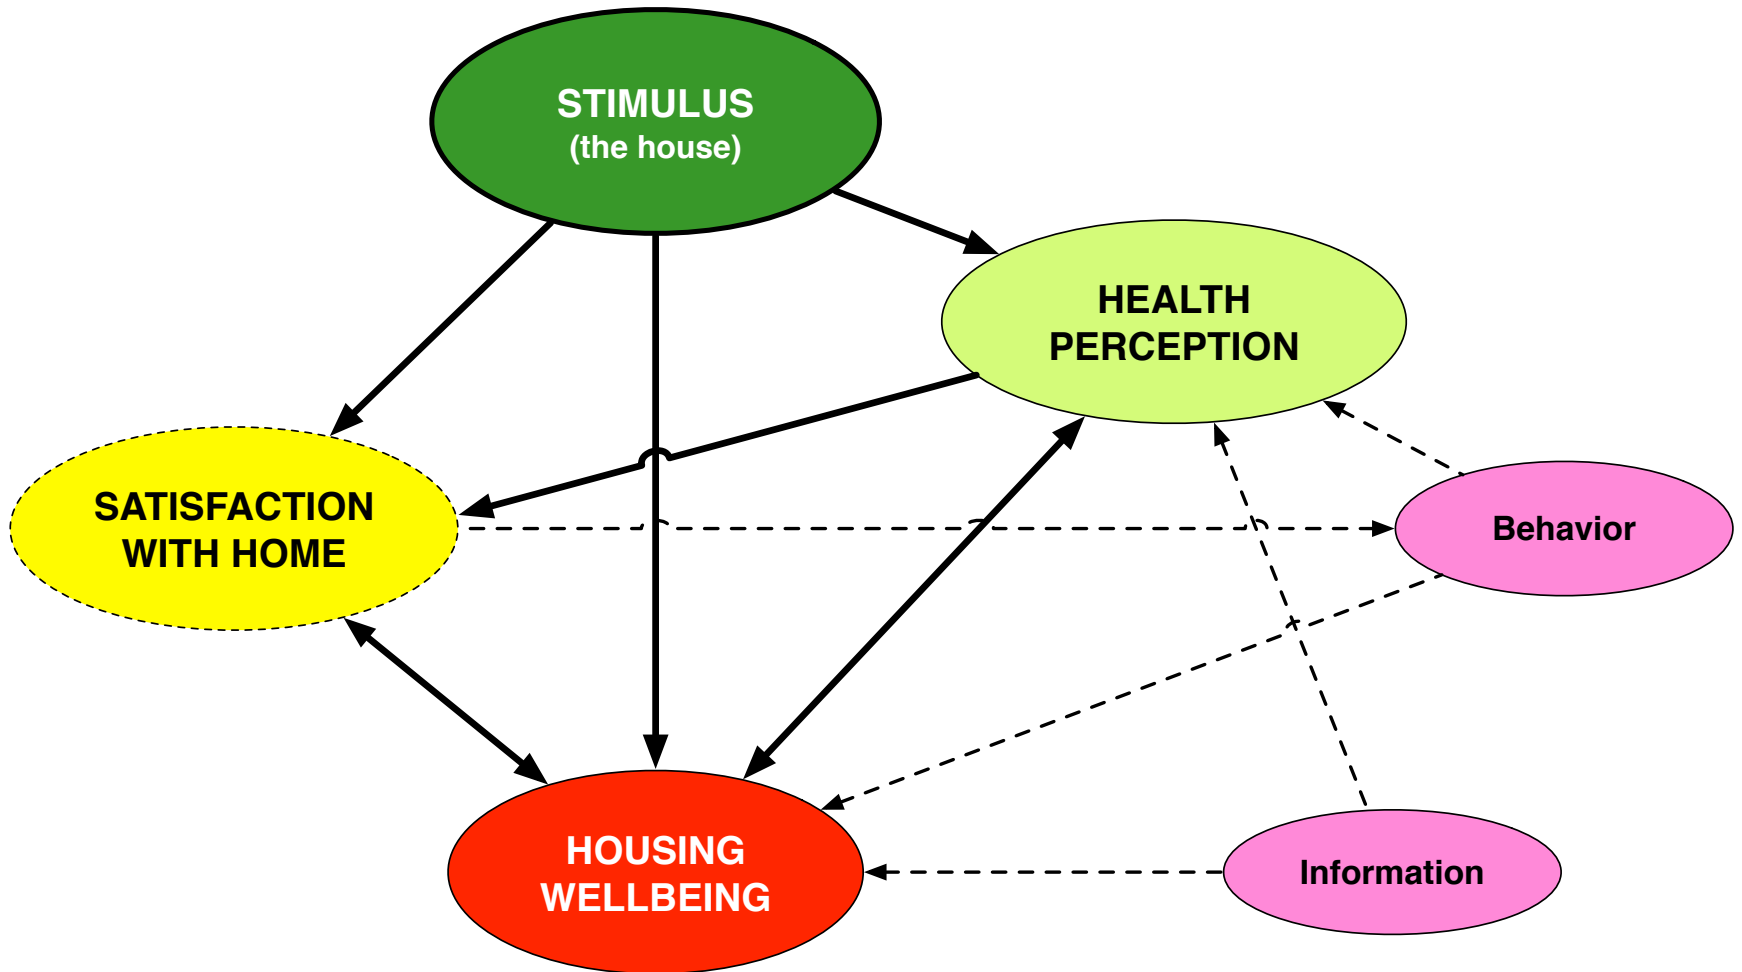 STIMULUS
(the house)
HEALTH
PERCEPTION
SATISFACTION
WITH HOME
Behavior
HOUSING
WELLBEING
Information